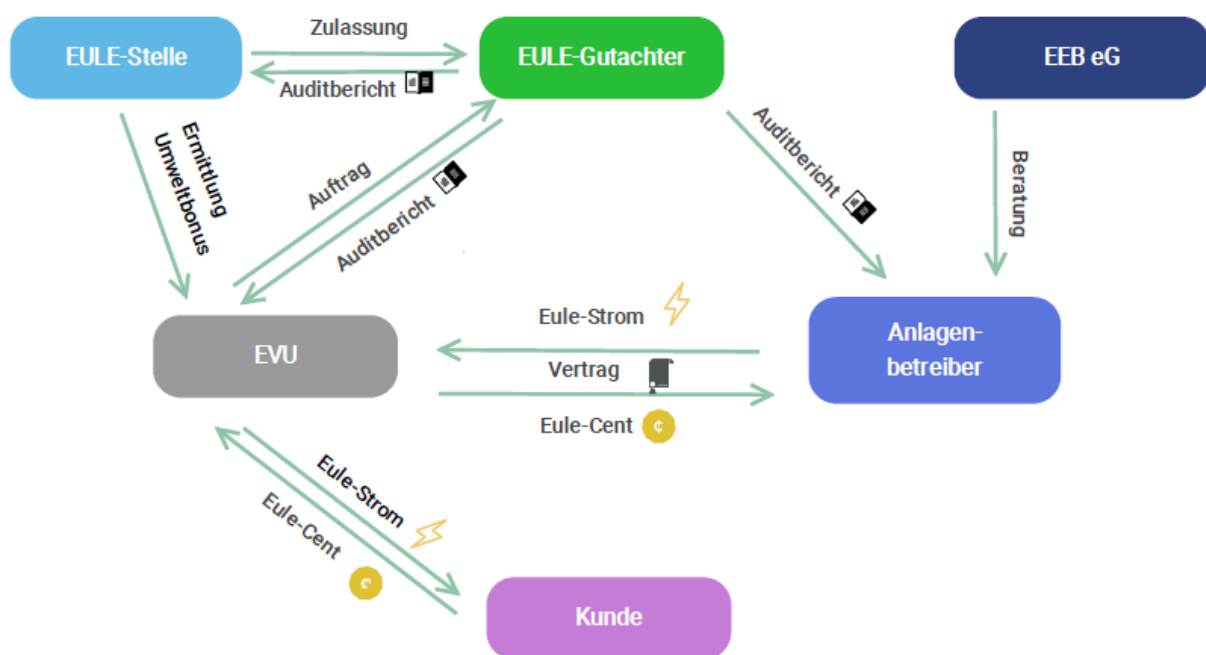 EULE-Stelle
Zulassung
EULE-Gutachter
EEB eG
Auditbericht
Ermittlung
Umweltbonus
Auftrag
Auditbericht
Auditbericht
Beratung
EVU
Eule-Strom
Vertrag
Eule-Cent
Anlagen-
betreiber
Eule-Strom
Eule-Cent
Kunde